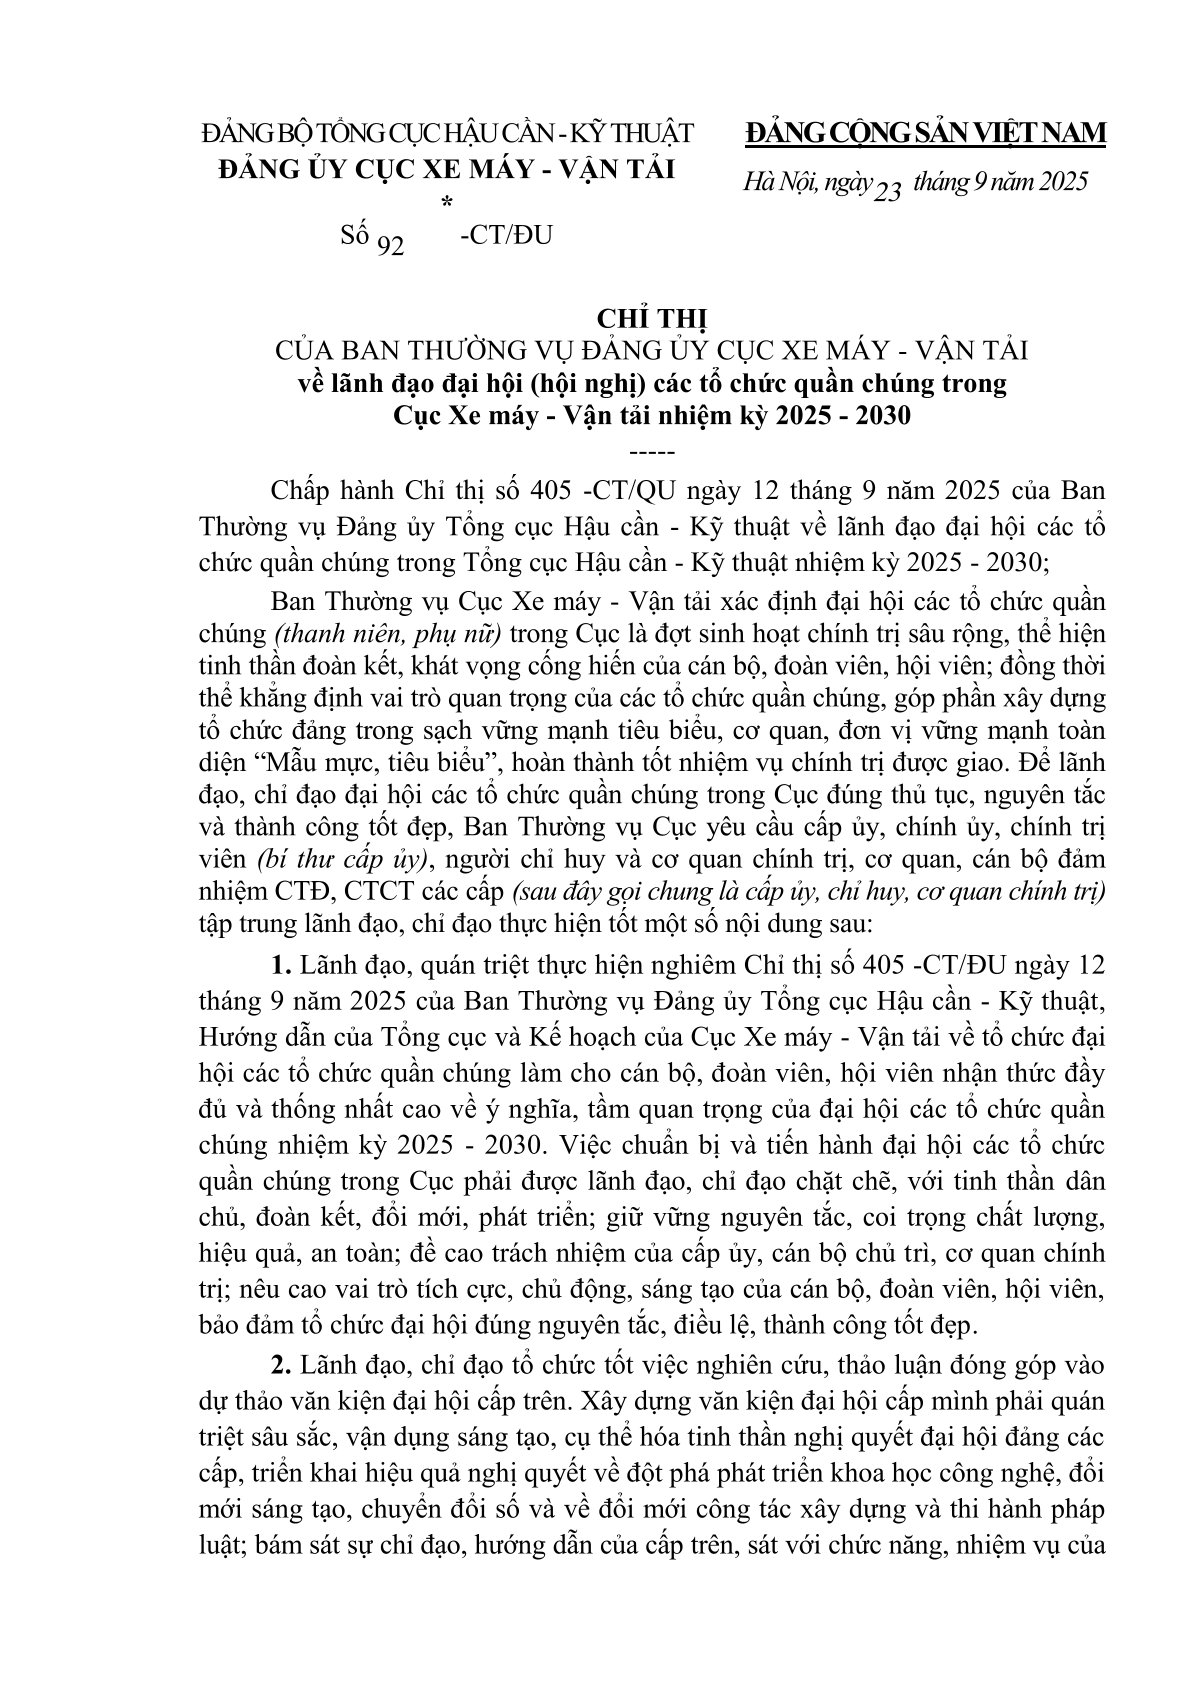 ĐẢNG BỘ TỔNG CỤC HẬU CẦN - KỸ THUẬT
ĐẢNG ỦY CỤC XE MÁY - VẬN TẢI
*
Số 92 -CT/ĐU
ĐẢNG CỘNG SẢN VIỆT NAM
Hà Nội, ngày 23 tháng 9 năm 2025
CHỈ THỊ
CỦA BAN THƯỜNG VỤ ĐẢNG ỦY CỤC XE MÁY - VẬN TẢI
về lãnh đạo đại hội (hội nghị) các tổ chức quần chúng trong
Cục Xe máy - Vận tải nhiệm kỳ 2025 - 2030
-----
Chấp hành Chỉ thị số 405 -CT/QU ngày 12 tháng 9 năm 2025 của Ban
Thường vụ Đảng ủy Tổng cục Hậu cần - Kỹ thuật về lãnh đạo đại hội các tổ
chức quần chúng trong Tổng cục Hậu cần - Kỹ thuật nhiệm kỳ 2025 - 2030;
Ban Thường vụ Cục Xe máy - Vận tải xác định đại hội các tổ chức quần
chúng (thanh niên, phụ nữ) trong Cục là đợt sinh hoạt chính trị sâu rộng, thể hiện
tinh thần đoàn kết, khát vọng cống hiến của cán bộ, đoàn viên, hội viên; đồng thời
thể khẳng định vai trò quan trọng của các tổ chức quần chúng, góp phần xây dựng
tổ chức đảng trong sạch vững mạnh tiêu biểu, cơ quan, đơn vị vững mạnh toàn
diện “Mẫu mực, tiêu biểu”, hoàn thành tốt nhiệm vụ chính trị được giao. Để lãnh
đạo, chỉ đạo đại hội các tổ chức quần chúng trong Cục đúng thủ tục, nguyên tắc
và thành công tốt đẹp, Ban Thường vụ Cục yêu cầu cấp ủy, chính ủy, chính trị
viên (bí thư cấp ủy), người chỉ huy và cơ quan chính trị, cơ quan, cán bộ đảm
nhiệm CTĐ, CTCT các cấp (sau đây gọi chung là cấp ủy, chỉ huy, cơ quan chính trị)
tập trung lãnh đạo, chỉ đạo thực hiện tốt một số nội dung sau:
1. Lãnh đạo, quán triệt thực hiện nghiêm Chỉ thị số 405 -CT/ĐU ngày 12
tháng 9 năm 2025 của Ban Thường vụ Đảng ủy Tổng cục Hậu cần - Kỹ thuật,
Hướng dẫn của Tổng cục và Kế hoạch của Cục Xe máy - Vận tải về tổ chức đại
hội các tổ chức quần chúng làm cho cán bộ, đoàn viên, hội viên nhận thức đầy
đủ và thống nhất cao về ý nghĩa, tầm quan trọng của đại hội các tổ chức quần
chúng nhiệm kỳ 2025 - 2030. Việc chuẩn bị và tiến hành đại hội các tổ chức
quần chúng trong Cục phải được lãnh đạo, chỉ đạo chặt chẽ, với tinh thần dân
chủ, đoàn kết, đổi mới, phát triển; giữ vững nguyên tắc, coi trọng chất lượng,
hiệu quả, an toàn; đề cao trách nhiệm của cấp ủy, cán bộ chủ trì, cơ quan chính
trị; nêu cao vai trò tích cực, chủ động, sáng tạo của cán bộ, đoàn viên, hội viên,
bảo đảm tổ chức đại hội đúng nguyên tắc, điều lệ, thành công tốt đẹp.
2. Lãnh đạo, chỉ đạo tổ chức tốt việc nghiên cứu, thảo luận đóng góp vào
dự thảo văn kiện đại hội cấp trên. Xây dựng văn kiện đại hội cấp mình phải quán
triệt sâu sắc, vận dụng sáng tạo, cụ thể hóa tinh thần nghị quyết đại hội đảng các
cấp, triển khai hiệu quả nghị quyết về đột phá phát triển khoa học công nghệ, đổi
mới sáng tạo, chuyển đổi số và về đổi mới công tác xây dựng và thi hành pháp
luật; bám sát sự chỉ đạo, hướng dẫn của cấp trên, sát với chức năng, nhiệm vụ của